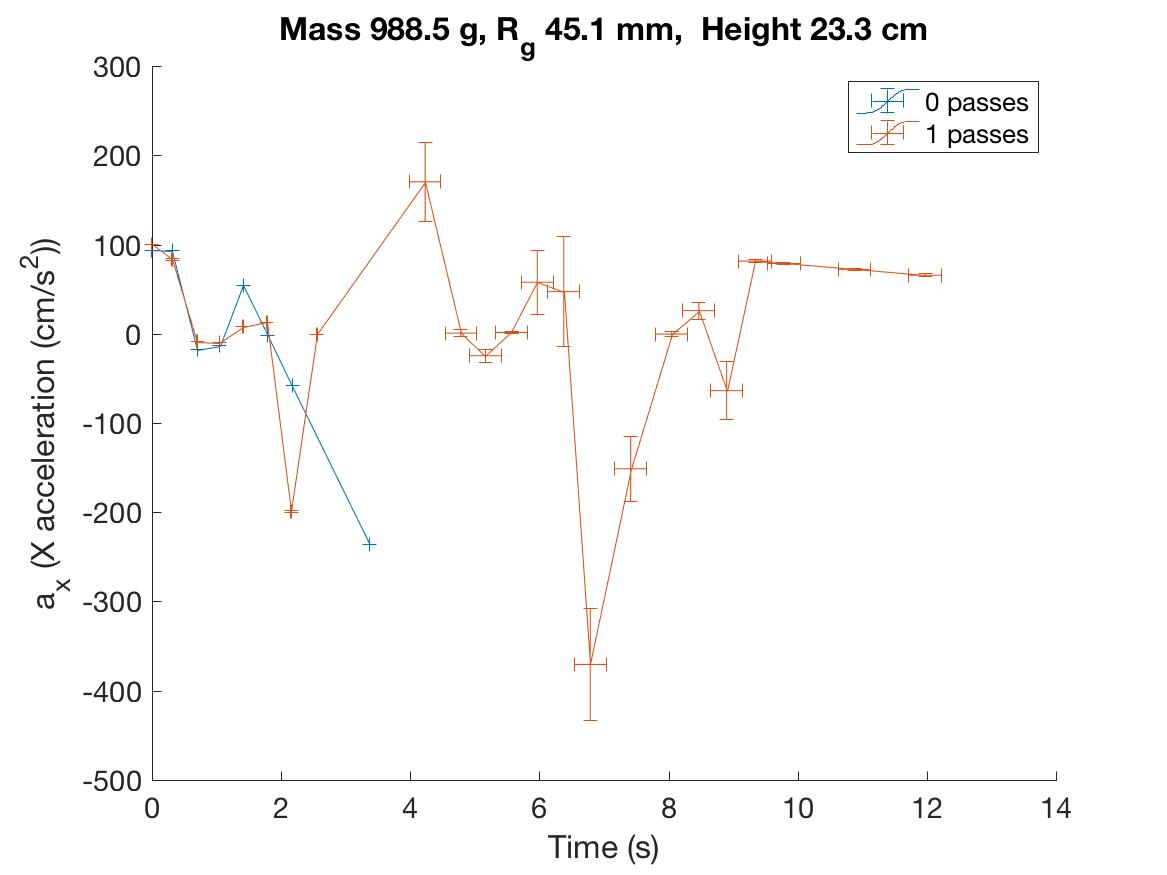 Mass 988.5 g, Rg 45.1 mm,  Height 23.3 cm
300
200
100
0
-100
-200
-300
-400
-500
ax (X acceleration (cm/s2))
0 passes
1 passes
0 2 4 6 8 10 12 14
Time (s)